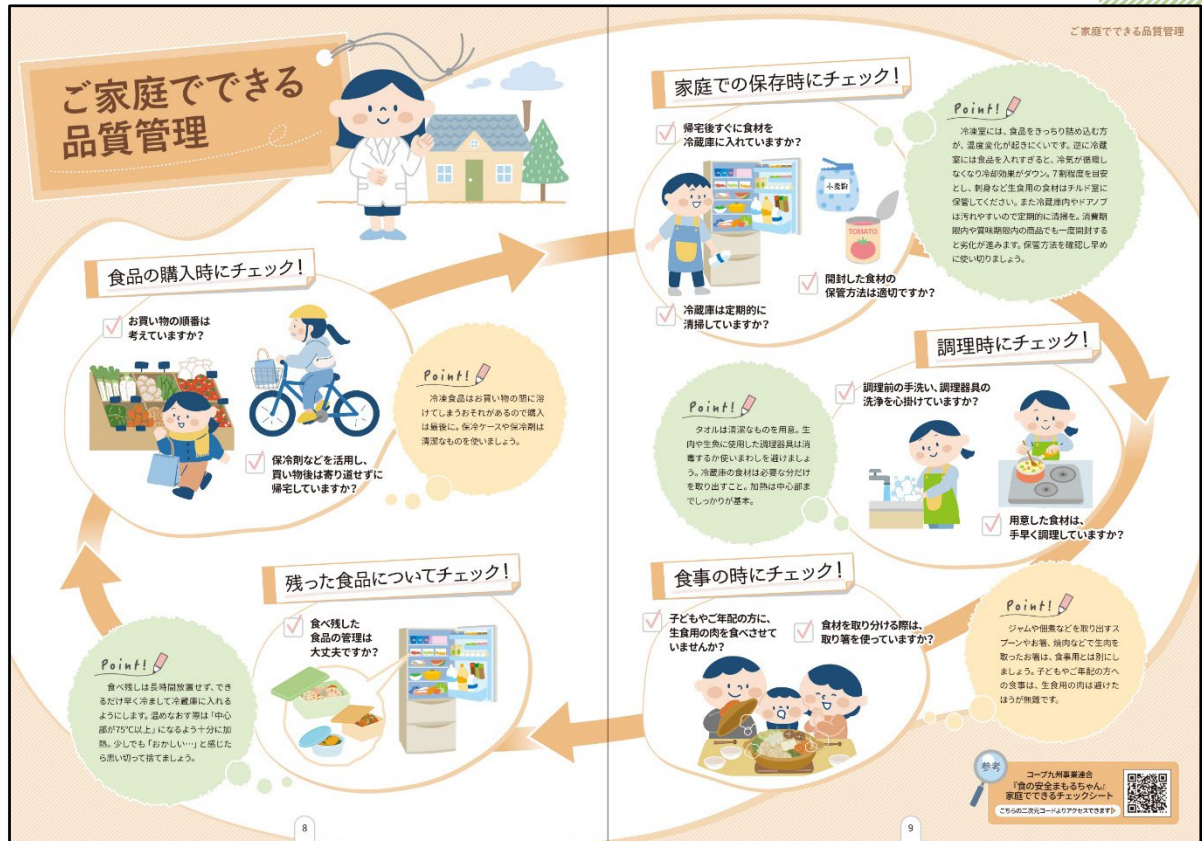 ご家庭でできる
品質管理
食品の購入時にチェック!
お買い物の順番は
考えていますか?
保冷剤などを活用し、
買い物後は寄り道せずに
帰宅していますか?
Point!
冷凍食品はお買い物の間に溶
けてしまうおそれがあるので購入
は最後に。保冷ケースや保冷剤は
清潔なものを使いましょう。
残った食品についてチェック!
食べ残した
食品の管理は
大丈夫ですか?
Point!
食べ残しは長時間放置せず、でき
るだけ早く冷まして冷蔵庫に入れる
ようにします。温めなおす際は「中心
部が75℃以上」になるよう十分に加
熱。少しでも「おかしい…」と感じた
ら思い切って捨てましょう。
8
ご家庭でできる品質管理
家庭での保存時にチェック!
帰宅後すぐに食材を
冷蔵庫に入れていますか?
小麦粉
TOMATO
開封した食材の
保管方法は適切ですか?
冷蔵庫は定期的に
清掃していますか?
Point!
冷凍室には、食品をきっちり詰め込む方
が、温度変化が起きにくいです。逆に冷蔵
室には食品を入れすぎると、冷気が循環し
なくなり冷却効果がダウン。7割程度を目安
とし、刺身など生食用の食材はチルド室に
保管してください。また冷蔵庫内やドアノブ
は汚れやすいので定期的に清掃を。消費期
限内や賞味期限内の商品でも一度開封する
と劣化が進みます。保管方法を確認し早め
に使い切りましょう。
調理時にチェック!
調理前の手洗い、調理器具の
洗浄を心掛けていますか?
用意した食材は、
手早く調理していますか?
Point!
タオルは清潔なものを用意。生
肉や生魚に使用した調理器具は消
毒するか使いまわしを避けましょ
う。冷蔵庫の食材は必要な分だけ
を取り出すこと。加熱は中心部ま
でしっかりが基本。
食事の時にチェック!
子どもやご年配の方に、
生食用の肉を食べさせて
いませんか?
食材を取り分ける際は、
取り箸を使っていますか?
Point!
ジャムや佃煮などを取り出すス
プーンやお箸、焼肉などで生肉を
取ったお箸は、食事用とは別にし
ましょう。子どもやご年配の方へ
の食事は、生食用の肉は避けた
ほうが無難です。
参考
コープ九州事業連合
『食の安全まもるちゃん』
家庭でできるチェックシート
こちらの二次元コードよりアクセスできます▷
9